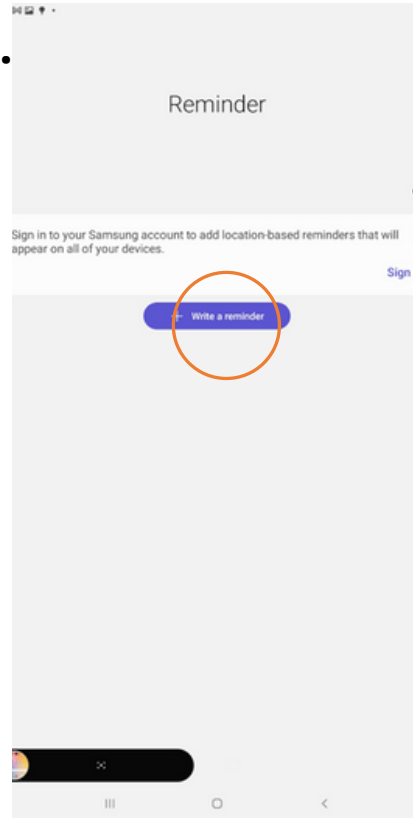 Reminder
Sign in to your Samsung account to add location-based reminders that will
appear on all of your devices.
Sign
+ Write a reminder